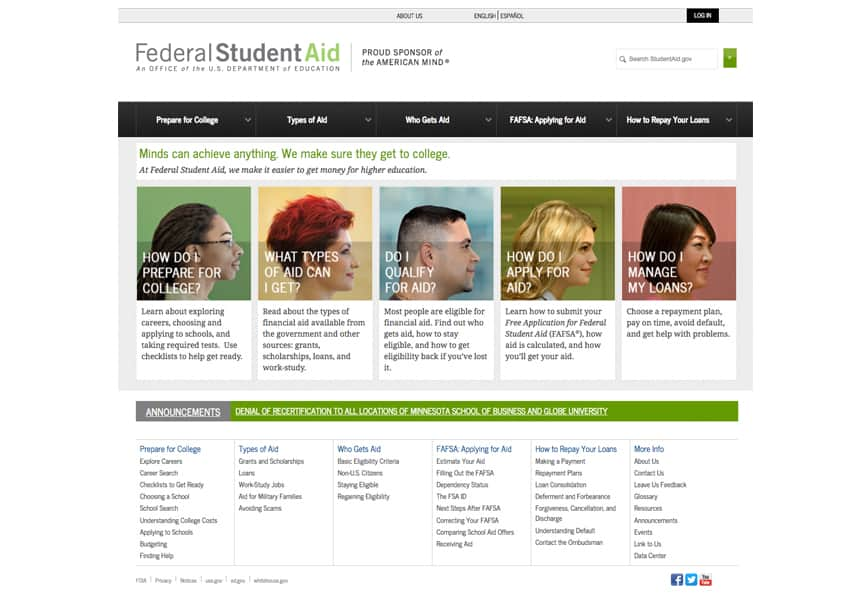 ABOUT US
ENGLISH | ESPAÑOL
LOG IN
Federal Student Aid
An OFFICE of the U.S. DEPARTMENT of EDUCATION
PROUD SPONSOR of
the AMERICAN MIND®
Search StudentAid.gov
Prepare for College
Types of Aid
Who Gets Aid
FAFSA: Applying for Aid
How to Repay Your Loans
Minds can achieve anything. We make sure they get to college.
At Federal Student Aid, we make it easier to get money for higher education.
HOW DO I
PREPARE FOR
COLLEGE?
Learn about exploring
careers, choosing and
applying to schools, and
taking required tests. Use
checklists to help get ready.
WHAT TYPES
OF AID CAN
I GET?
Read about the types of
financial aid available from
the government and other
sources: grants,
scholarships, loans, and
work-study.
DO I
QUALIFY
FOR AID?
Most people are eligible for
financial aid. Find out who
gets aid, how to stay
eligible, and how to get
eligibility back if you've lost
it.
HOW DO I
APPLY FOR
AID?
Learn how to submit your
Free Application for Federal
Student Aid (FAFSA®), how
aid is calculated, and how
you'll get your aid.
HOW DO I
MANAGE
MY LOANS?
Choose a repayment plan,
pay on time, avoid default,
and get help with problems.
ANNOUNCEMENTS
DENIAL OF RECERTIFICATION TO ALL LOCATIONS OF MINNESOTA SCHOOL OF BUSINESS AND GLOBE UNIVERSITY
Prepare for College
Explore Careers
Career Search
Checklists to Get Ready
Choosing a School
School Search
Understanding College Costs
Applying to Schools
Budgeting
Finding Help
Types of Aid
Grants and Scholarships
Loans
Work-Study Jobs
Aid for Military Families
Avoiding Scams
Who Gets Aid
Basic Eligibility Criteria
Non-U.S. Citizens
Staying Eligible
Regaining Eligibility
FAFSA: Applying for Aid
Estimate Your Aid
Filling Out the FAFSA
Dependency Status
The FSA ID
Next Steps After FAFSA
Correcting Your FAFSA
Comparing School Aid Offers
Receiving Aid
How to Repay Your Loans
Making a Payment
Repayment Plans
Loan Consolidation
Deferment and Forbearance
Forgiveness, Cancellation, and
Discharge
Understanding Default
Contact the Ombudsman
More Info
About Us
Contact Us
Leave Us Feedback
Glossary
Resources
Announcements
Events
Link to Us
Data Center
FOIA | Privacy | Notices | usa.gov | ed.gov | whitehouse.gov
You Tube